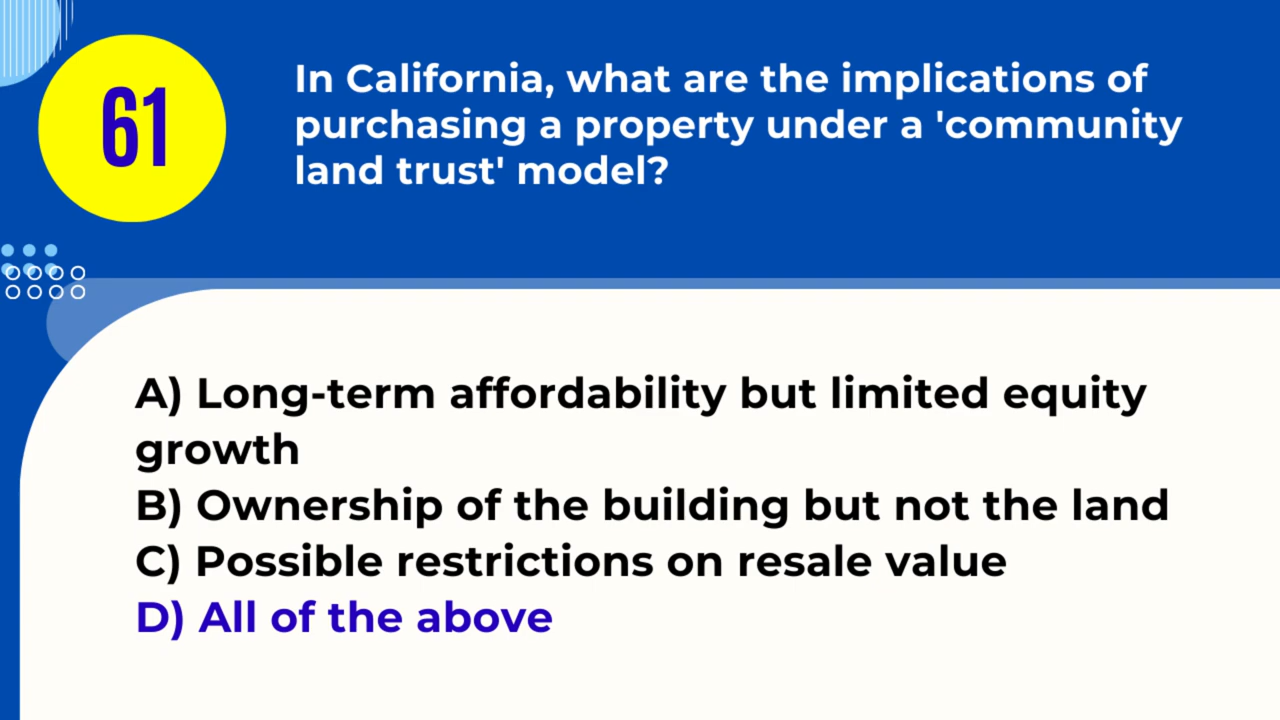 61
In California, what are the implications of
purchasing a property under a 'community
land trust' model?
A) Long-term affordability but limited equity
growth
B) Ownership of the building but not the land
C) Possible restrictions on resale value
D) All of the above